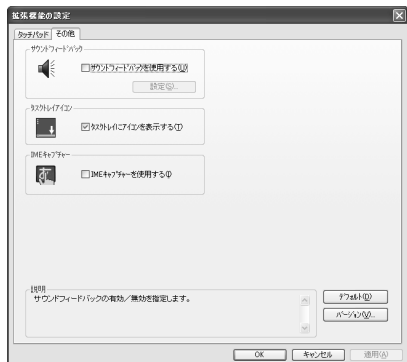 拡張機能の設定
タッチパッド その他
サウンドフィードバック
サウンドフィードバックを使用する(U)
設定(S)...
タスクトレイアイコン
タスクトレイにアイコンを表示する(T)
IMEキャプチャー
IMEキャプチャーを使用する(I)
説明
サウンドフィードバックの有効/無効を指定します。
デフォルト(D)
バージョン(V)...
OK キャンセル 適用(A)